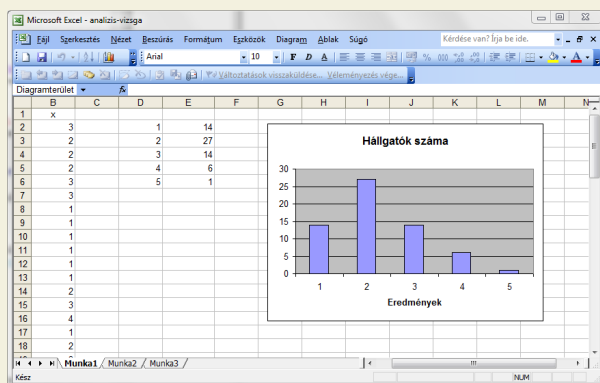 Microsoft Excel - analizis-vizsga
Fájl Szerkesztés Nézet Beszúrás Formátum Eszközök Diagram Ablak Súgó Kérdése van? Írja be ide.
Arial 10 F D A
Változtatások visszaküldése... Véleményezés vége...
Diagramterület fx
B C D E F G H I J K L M N
1 x
2 3 1 14
3 2 2 27
4 2 3 14
5 2 4 6
6 3 5 1
7 3
8 1
9 1
10 1
11 1
12 1
13 1
14 2
15 3
16 4
17 1
18 2
Hállgatók száma
30
25
20
15
10
5
0
1 2 3 4 5
Eredmények
Munka1 Munka2 Munka3
Kész NUM